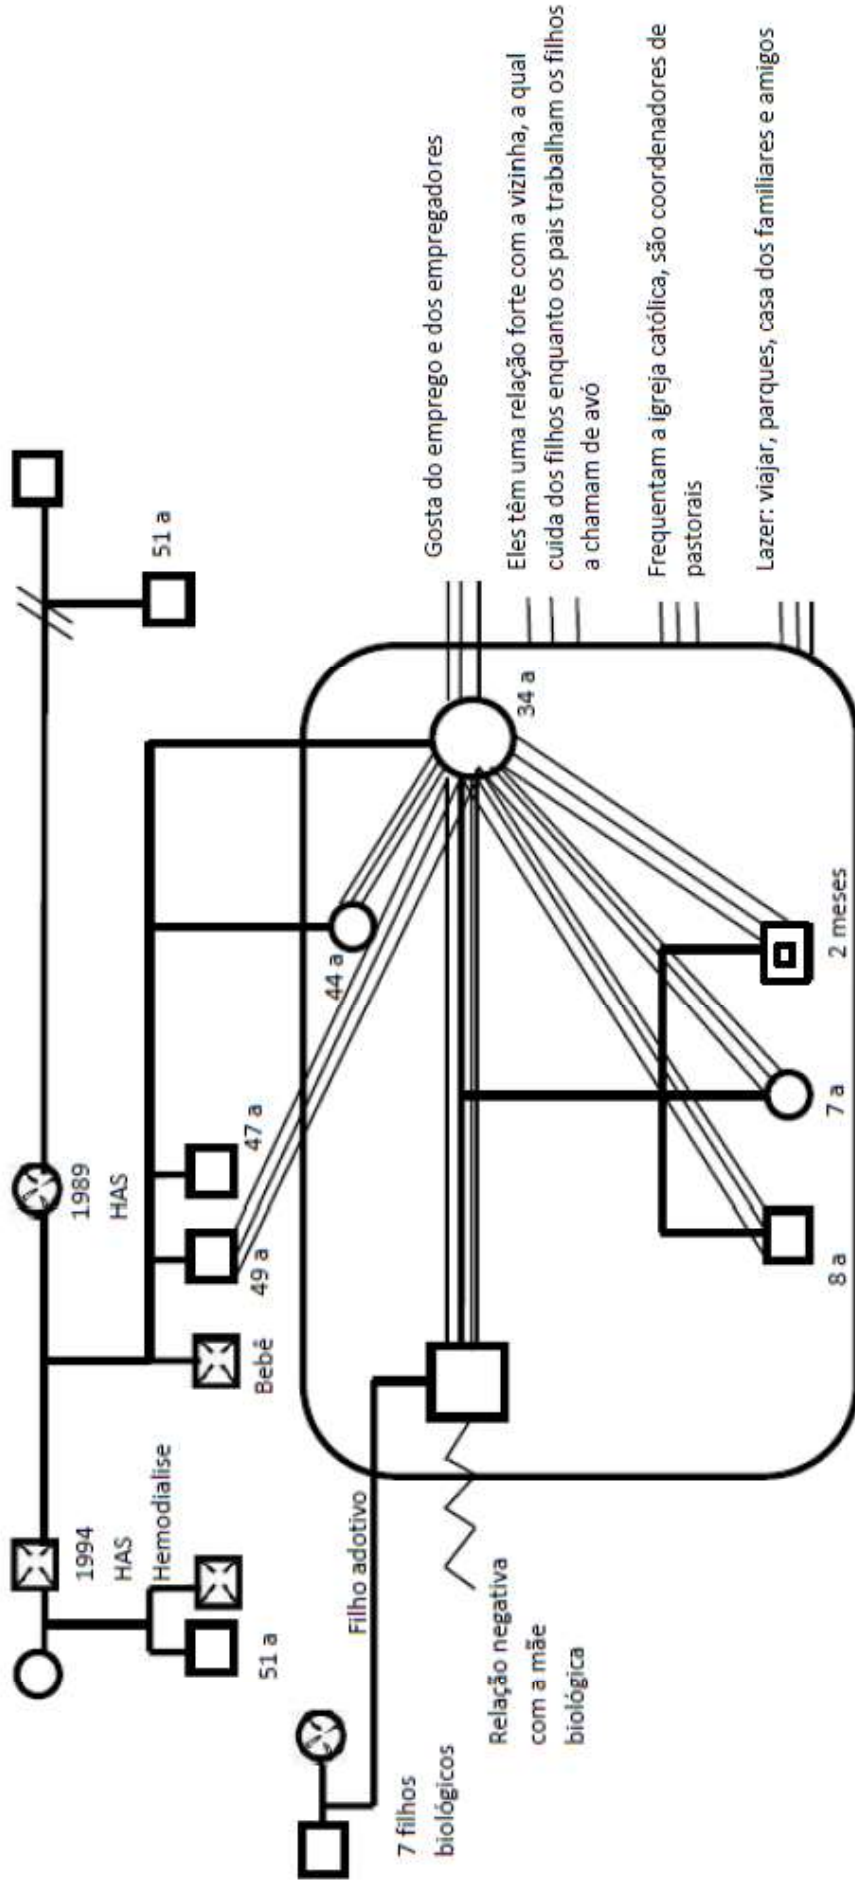 1994
HAS
Hemodialise
1989
HAS
51 a
51 a
Bebê
49 a
47 a
44 a
7 filhos
biológicos
Filho adotivo
Relação negativa
com a mãe
biológica
34 a
8 a
7 a
2 meses
Gosta do emprego e dos empregadores
Eles têm uma relação forte com a vizinha, a qual
cuida dos filhos enquanto os pais trabalham os filhos
a chamam de avó
Frequentam a igreja católica, são coordenadores de
pastorais
Lazer: viajar, parques, casa dos familiares e amigos